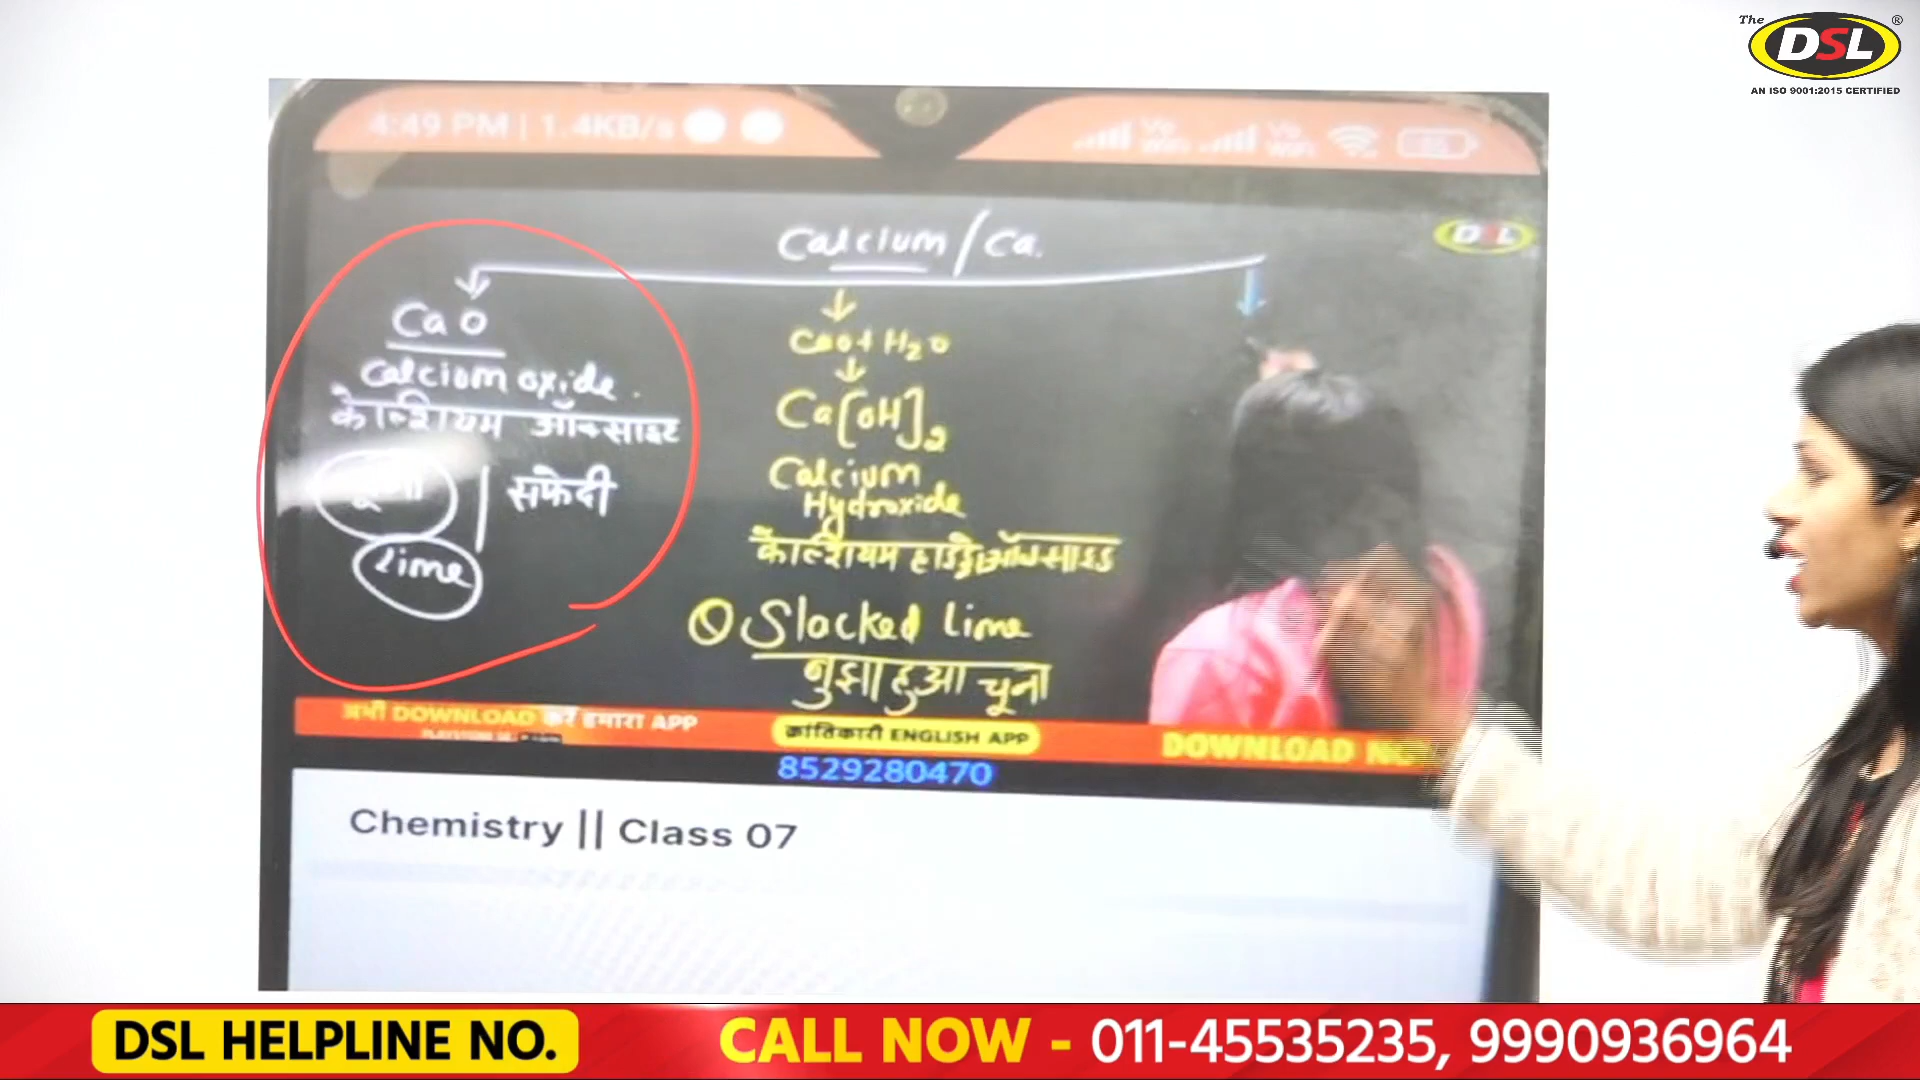 The
DSL
®
AN ISO 9001:2015 CERTIFIED
4:49 PM | 1.4KB/s
Calcium / Ca.
DSL
CaO
Calcium oxide.
कैल्शियम ऑक्साइट
सफेदी
Lime
CaO + H₂O
Ca[OH]₂
Calcium
Hydroxide
कैल्शियम हाइड्रोऑक्साइड
Slacked Lime
बुझा हुआ चूना
अभी DOWNLOAD करें हमारा APP
क्रांतिकारी ENGLISH APP
DOWNLOAD
8529280470
Chemistry || Class 07
DSL HELPLINE NO.
CALL NOW - 011-45535235, 9990936964